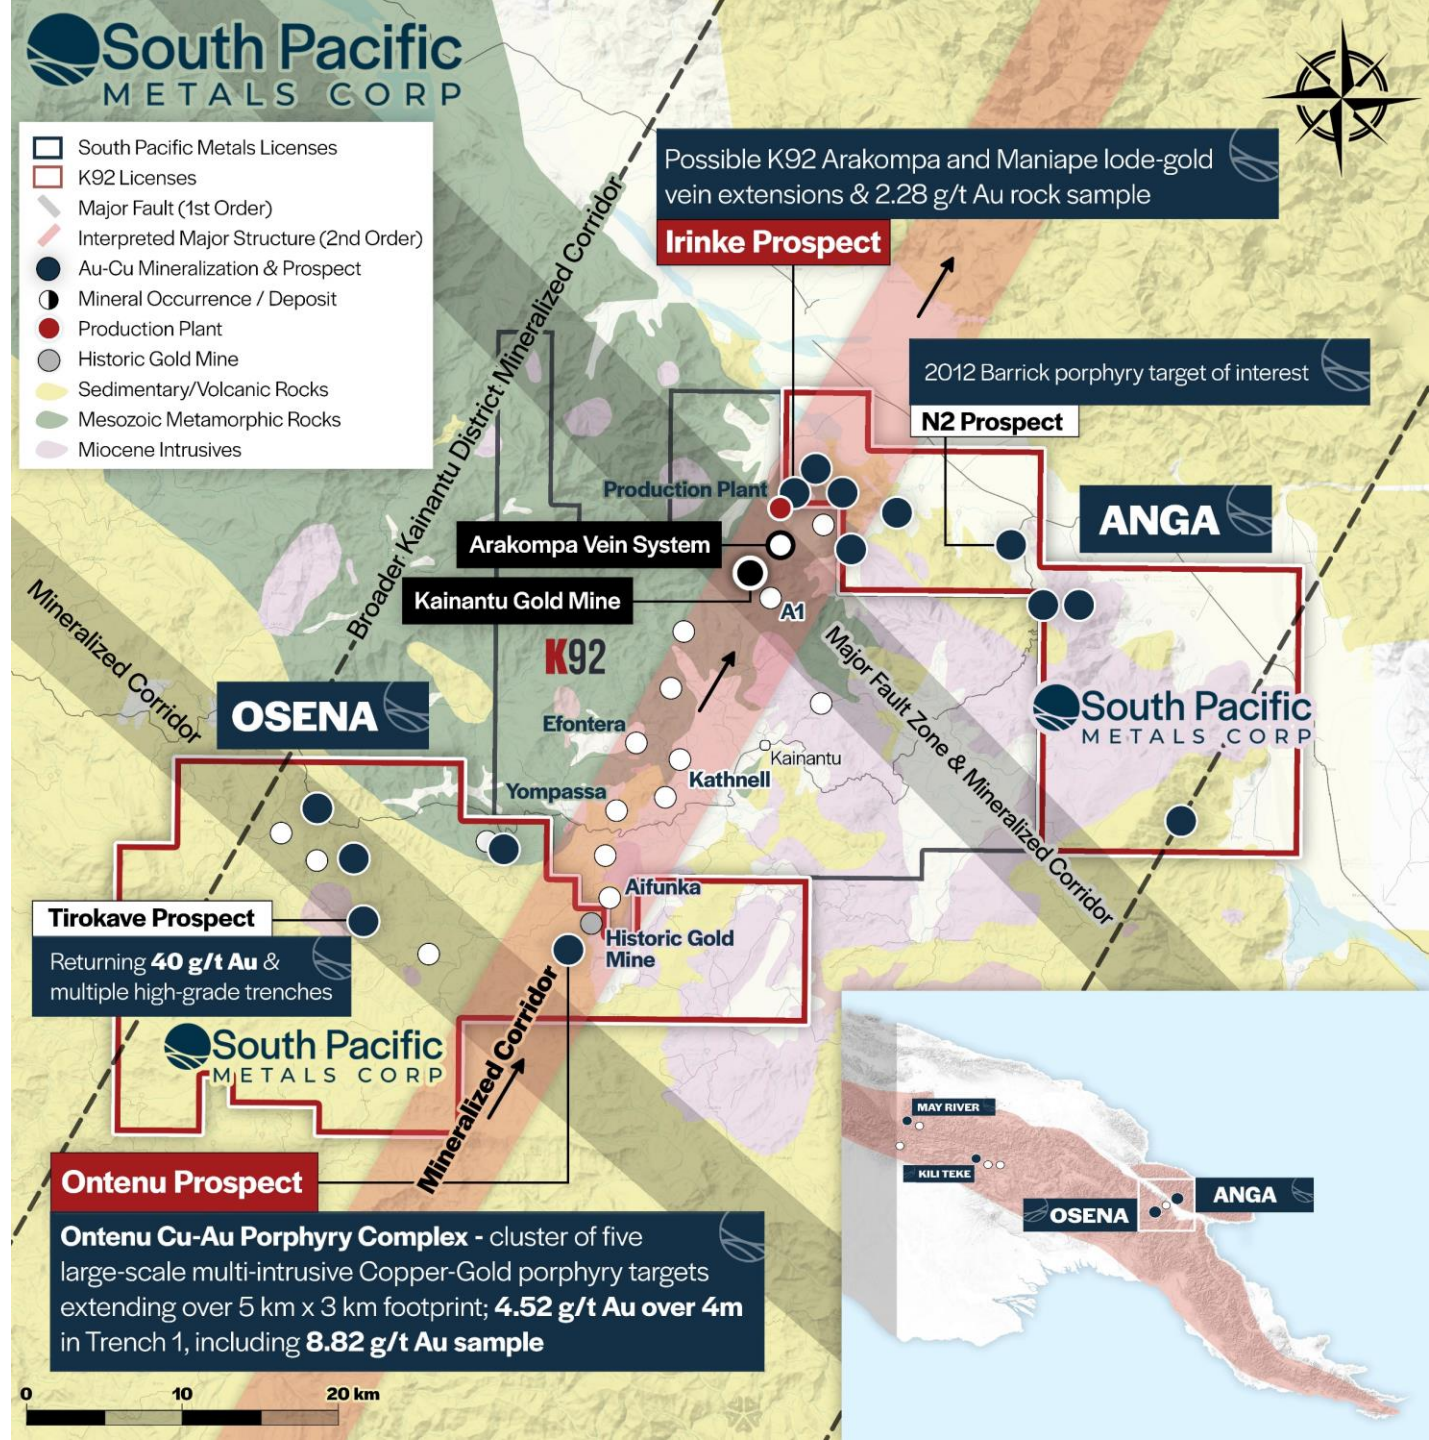 South Pacific
METALS CORP
South Pacific Metals Licenses
K92 Licenses
Major Fault (1st Order)
Interpreted Major Structure (2nd Order)
Au-Cu Mineralization & Prospect
Mineral Occurrence / Deposit
Production Plant
Historic Gold Mine
Sedimentary/Volcanic Rocks
Mesozoic Metamorphic Rocks
Miocene Intrusives
Possible K92 Arakompa and Maniape lode-gold
vein extensions & 2.28 g/t Au rock sample
Irinke Prospect
Broader Kainantu District Mineralized Corridor
2012 Barrick porphyry target of interest
N2 Prospect
Production Plant
ANGA
Arakompa Vein System
Kainantu Gold Mine
A1
K92
Mineralized Corridor
Major Fault Zone & Mineralized Corridor
OSENA
South Pacific
METALS CORP
Efontera
Kainantu
Kathnell
Yompassa
Aifunka
Tirokave Prospect
Historic Gold
Mine
Returning 40 g/t Au &
multiple high-grade trenches
South Pacific
METALS CORP
Mineralized Corridor
MAY RIVER
KILI TEKE
ANGA
OSENA
Ontenu Prospect
Ontenu Cu-Au Porphyry Complex - cluster of five
large-scale multi-intrusive Copper-Gold porphyry targets
extending over 5 km x 3 km footprint; 4.52 g/t Au over 4m
in Trench 1, including 8.82 g/t Au sample
0 10 20 km